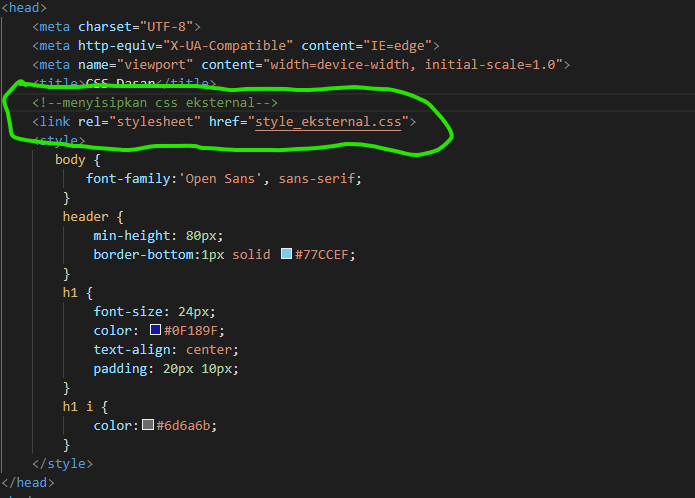 <head>
<meta charset="UTF-8">
<meta http-equiv="X-UA-Compatible" content="IE=edge">
<meta name="viewport" content="width=device-width, initial-scale=1.0">
<title>CSS Dasar</title>
<!--menyisipkan css eksternal-->
<link rel="stylesheet" href="style_eksternal.css">
<style>
body {
font-family:'Open Sans', sans-serif;
}
header {
min-height: 80px;
border-bottom:1px solid #77CCEF;
}
h1 {
font-size: 24px;
color: #0F189F;
text-align: center;
padding: 20px 10px;
}
h1 i {
color:#6d6a6b;
}
</style>
</head>